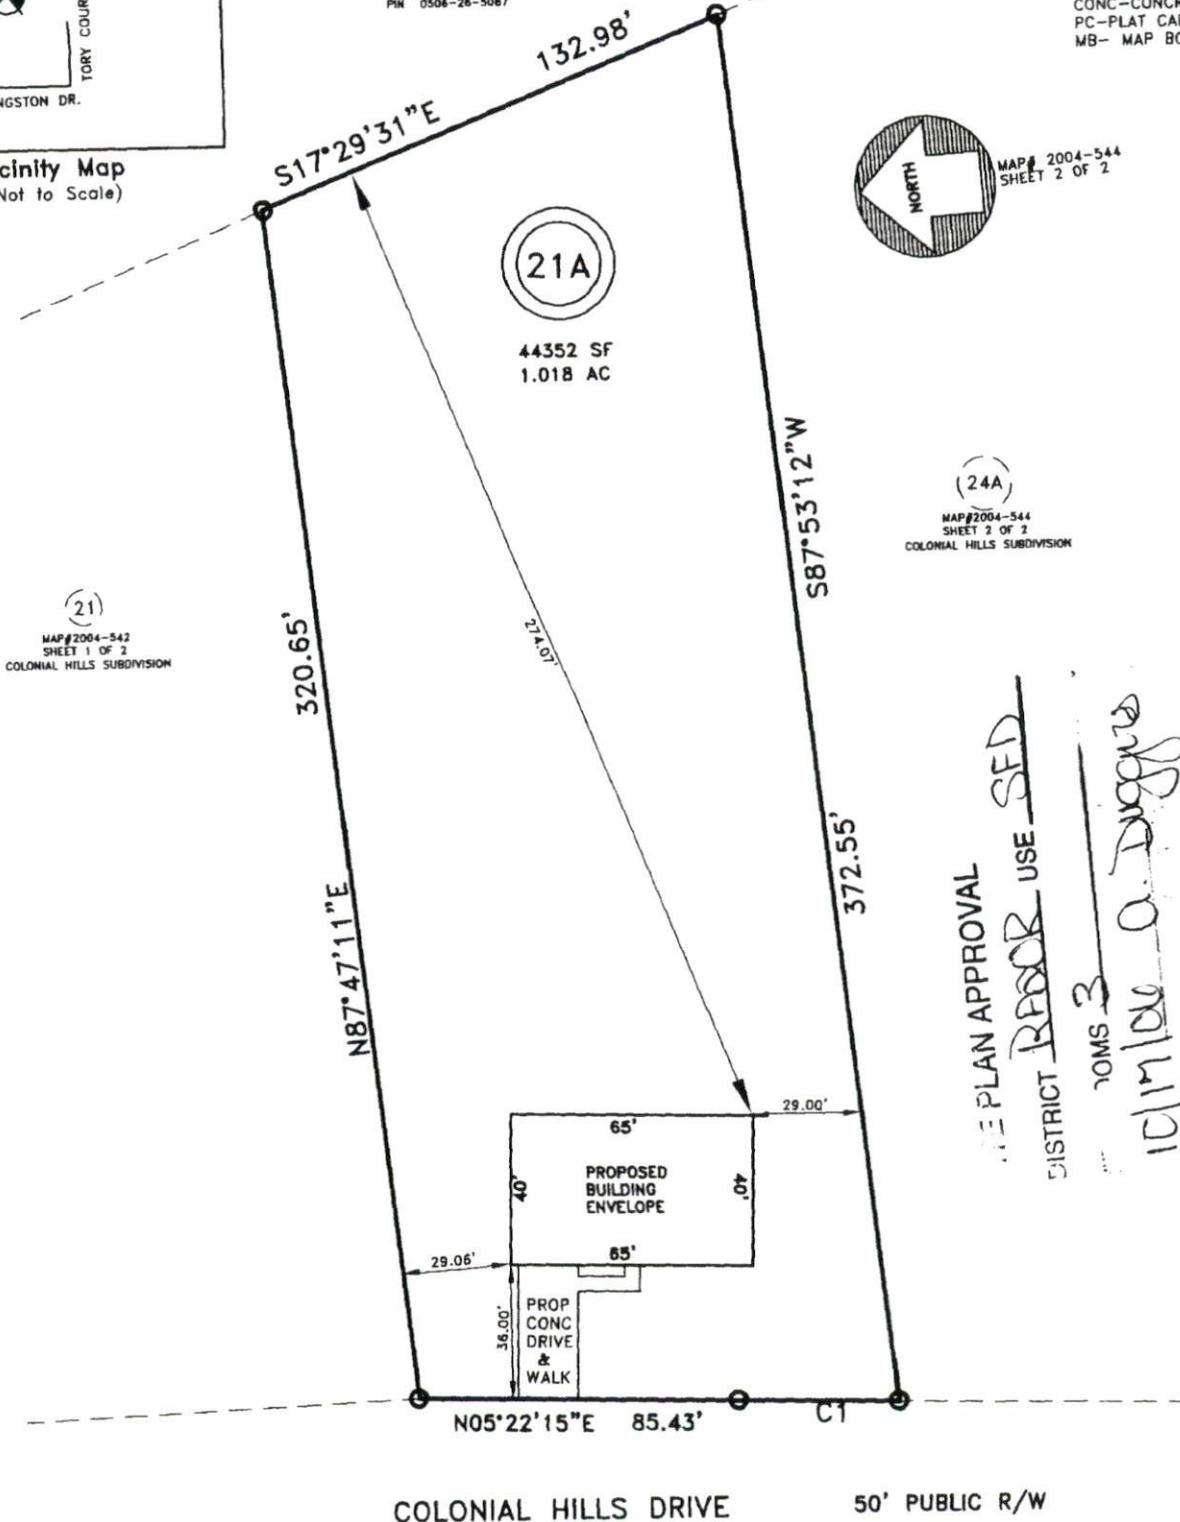 PIN 0506-26-5067
CONC-CONCR
PC-PLAT CA
MB- MAP BO
TORY COUR
NGSTON DR.
cinity Map
Not to Scale)
132.98'
S17°29'31"E
NORTH
MAP# 2004-544
SHEET 2 OF 2
21A
44352 SF
1.018 AC
S87°53'12"W
24A
MAP#2004-544
SHEET 2 OF 2
COLONIAL HILLS SUBDIVISION
21
MAP#2004-542
SHEET 1 OF 2
COLONIAL HILLS SUBDIVISION
320.65'
274.07'
372.55'
N87°47'11"E
PLAN APPROVAL
DISTRICT USE SFD
OOMS 3
a. Duggins
29.00'
65'
40'
PROPOSED
BUILDING
ENVELOPE
40'
65'
29.06'
36.00'
PROP
CONC
DRIVE
&
WALK
N05°22'15"E 85.43'
C1
COLONIAL HILLS DRIVE
50' PUBLIC R/W